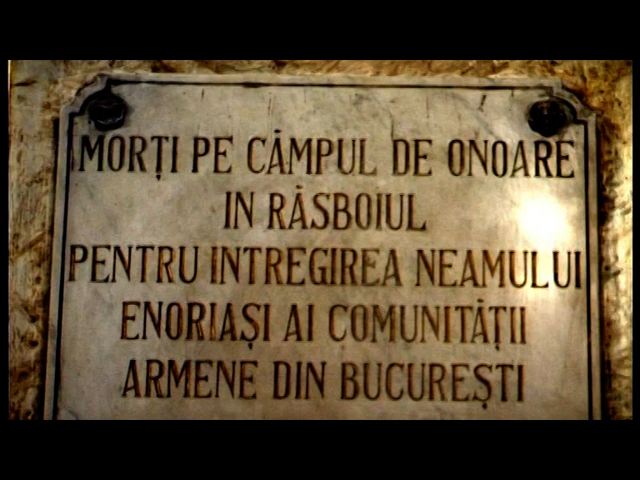 MORȚI PE CÂMPUL DE ONOARE
IN RĂSBOIUL
PENTRU INTREGIREA NEAMULUI
ENORIAȘI AI COMUNITĂȚII
ARMENE DIN BUCUREȘTI